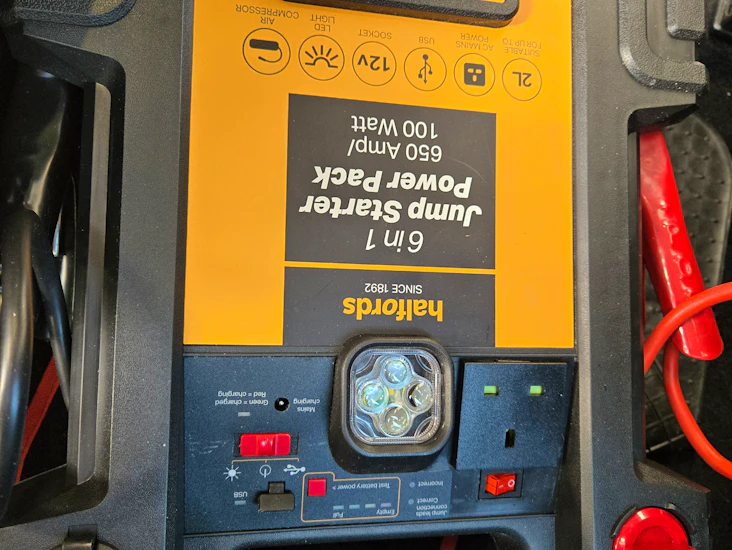 Jump leads
connection
Correct
Incorrect
Empty Full
Test battery power >
USB
Mains
charging
Green = charged
Red = charging
halfords
SINCE 1892
6 in 1
Jump Starter
Power Pack
650 Amp/
100 Watt
2L
SUITABLE
FOR UP TO
AC MAINS
POWER
USB
12v
SOCKET
LED
LIGHT
AIR
COMPRESSOR